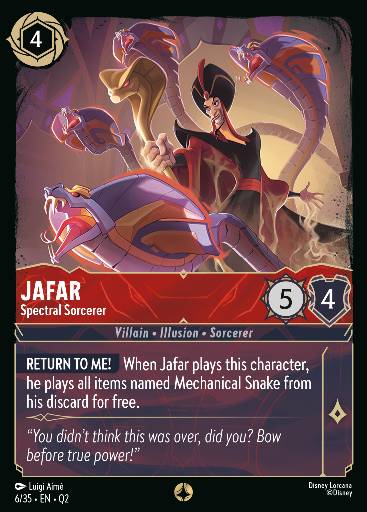 4
JAFAR
Spectral Sorcerer
5
4
Villain • Illusion • Sorcerer
RETURN TO ME! When Jafar plays this character,
he plays all items named Mechanical Snake from
his discard for free.
“You didn’t think this was over, did you? Bow
before true power!”
Luigi Aimé
Disney Lorcana
6/35 • EN • Q2
©Disney